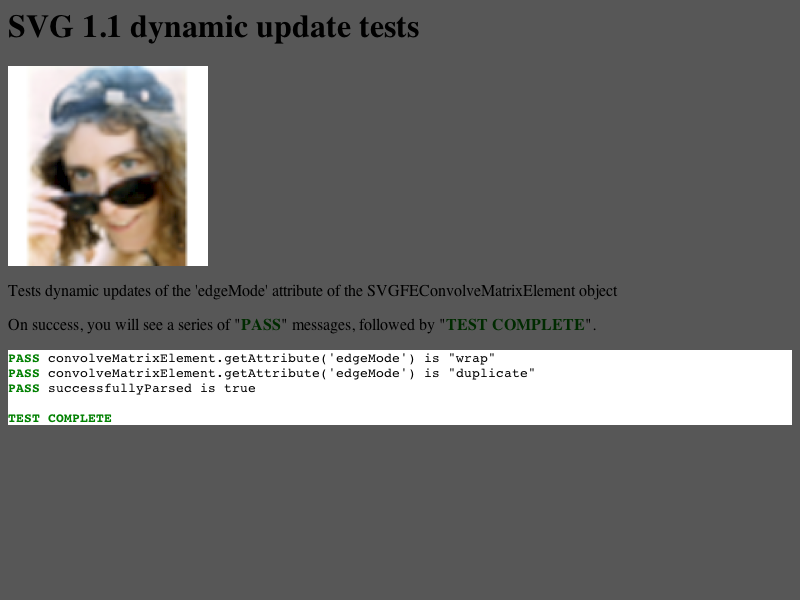 SVG 1.1 dynamic update tests
Tests dynamic updates of the 'edgeMode' attribute of the SVGFEConvolveMatrixElement object
On success, you will see a series of "PASS" messages, followed by "TEST COMPLETE".
PASS convolveMatrixElement.getAttribute('edgeMode') is "wrap"
PASS convolveMatrixElement.getAttribute('edgeMode') is "duplicate"
PASS successfullyParsed is true
TEST COMPLETE